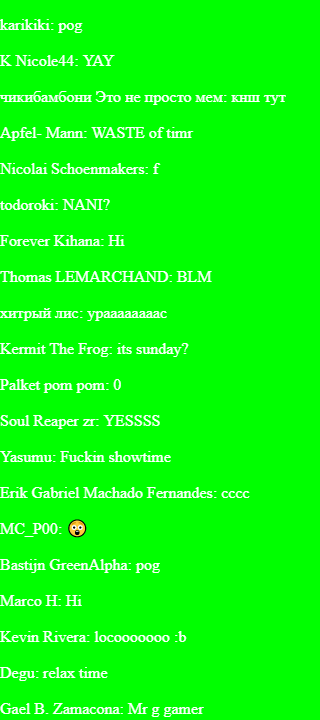 karikiki: pog
K Nicole44: YAY
чикибамбони Это не просто мем: киш тут
Apfel- Mann: WASTE of timr
Nicolai Schoenmakers: f
todoroki: NANI?
Forever Kihana: Hi
Thomas LEMARCHAND: BLM
хитрый лис: урааааааас
Kermit The Frog: its sunday?
Palket pom pom: 0
Soul Reaper zr: YESSSS
Yasumu: Fuckin showtime
Erik Gabriel Machado Fernandes: cccc
MC_P00: 😲
Bastijn GreenAlpha: pog
Marco H: Hi
Kevin Rivera: locooooooo :b
Degu: relax time
Gael B. Zamacona: Mr g gamer